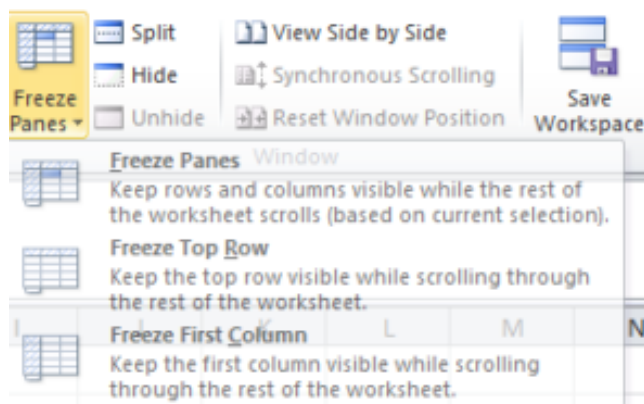 Split
View Side by Side
Hide
Synchronous Scrolling
Freeze
Panes
Unhide
Reset Window Position
Save
Workspace
Window
Freeze Panes
Keep rows and columns visible while the rest of
the worksheet scrolls (based on current selection).
Freeze Top Row
Keep the top row visible while scrolling through
the rest of the worksheet.
I K L M N
Freeze First Column
Keep the first column visible while scrolling
through the rest of the worksheet.